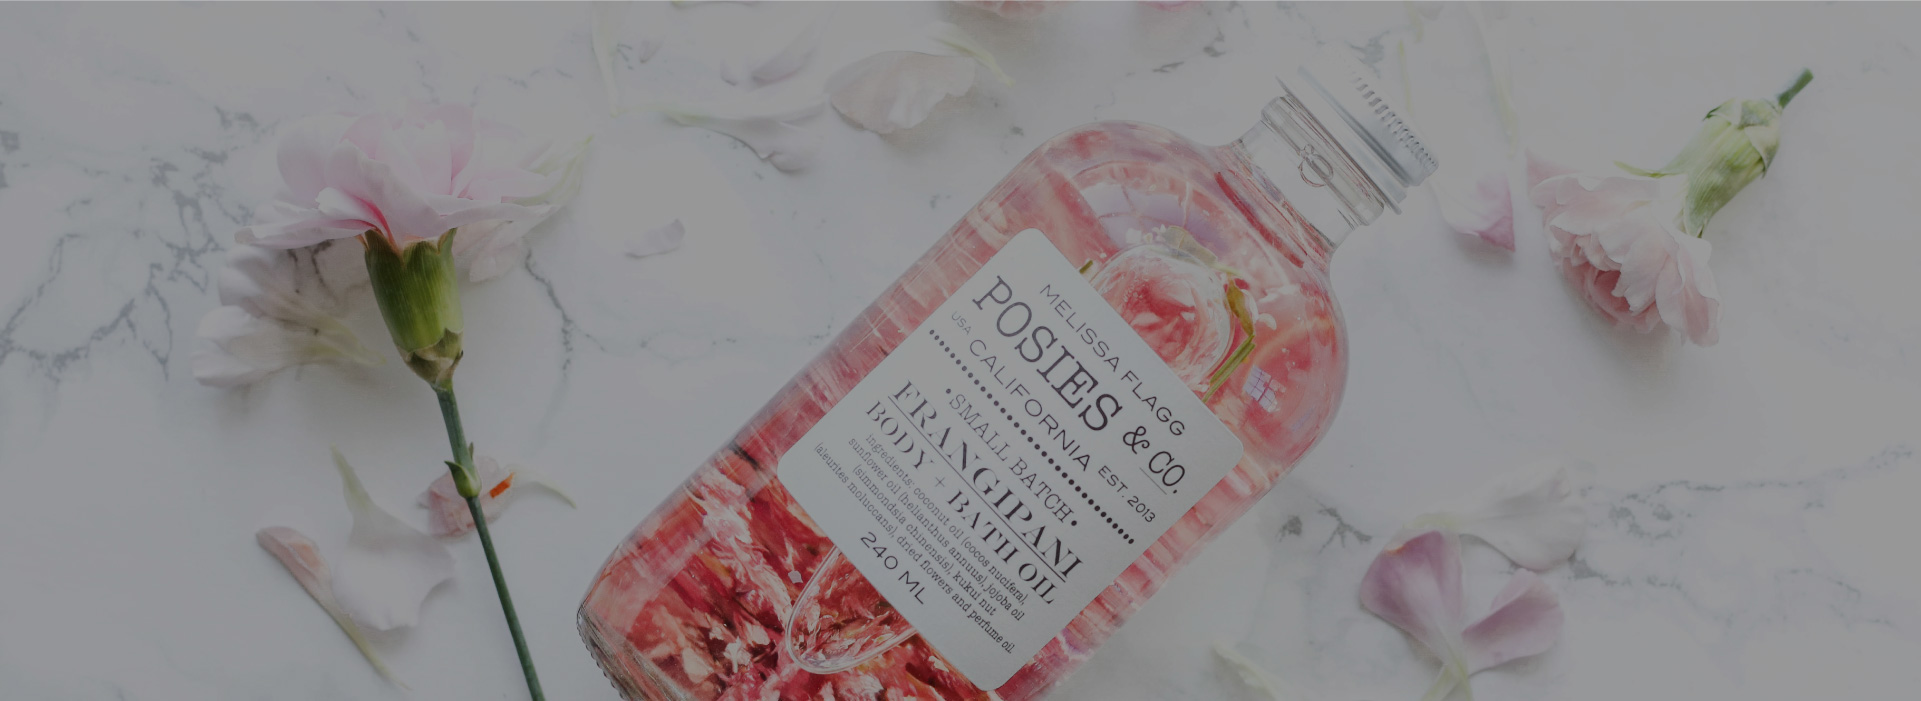 MELISSA FLAGG
POSIES & CO.
USA CALIFORNIA EST. 2013
•SMALL BATCH•
FRANGIPANI
BODY + BATH OIL
ingredients: coconut oil (cocos nucifera),
sunflower oil (helianthus annuus), jojoba oil
(simmondsia chinensis), kukui nut
(aleurites moluccans), dried flowers and perfume oil.
240 ML